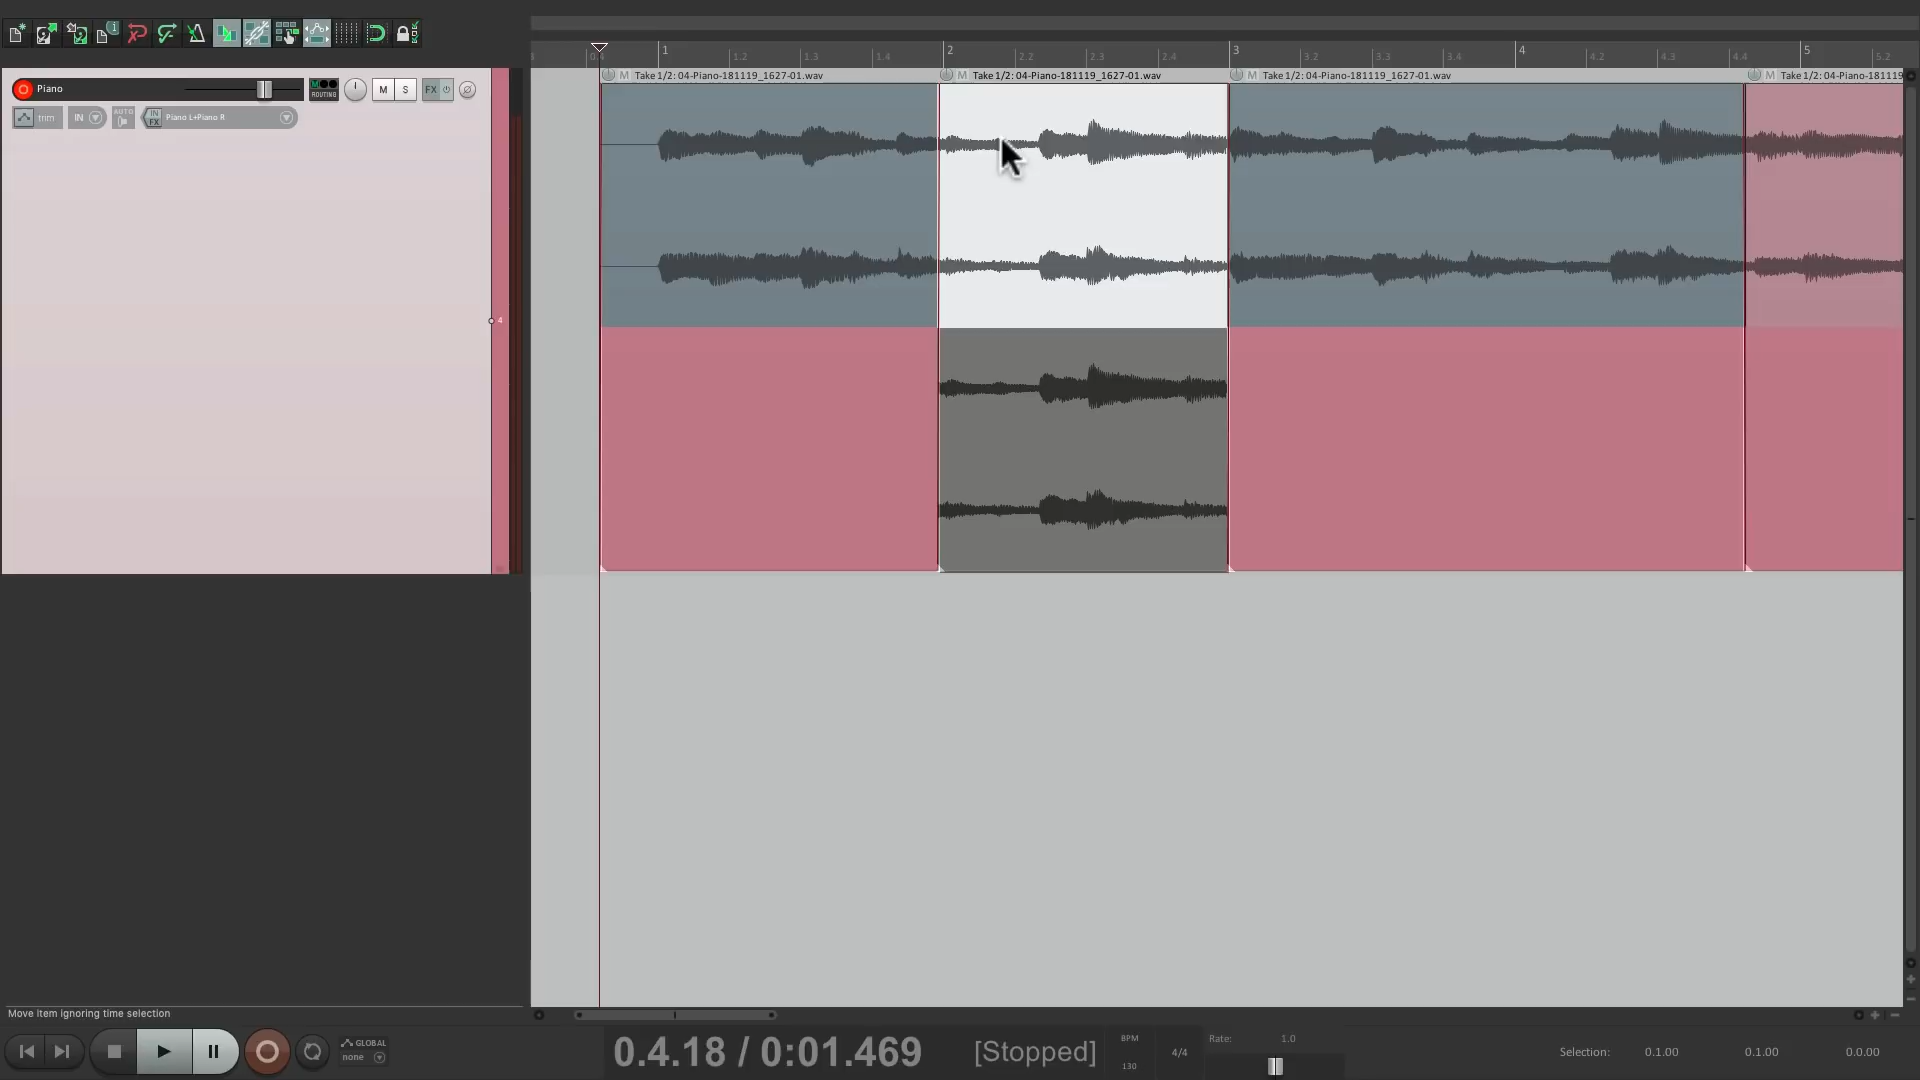 1 1.2 1.3 1.4 2 2.2 2.3 2.4 3 3.2 3.3 3.4 4 4.2 4.3 4.4 5 5.2
M Take 1/2: 04-Piano-181119_1627-01.wav M Take 1/2: 04-Piano-181119_1627-01.wav M Take 1/2: 04-Piano-181119_1627-01.wav M Take 1/2: 04-Piano-181119
Piano M ROUTING M S FX
trim IN AUTO IN FX Piano L+Piano R
4
Move item ignoring time selection
GLOBAL
none
0.4.18 / 0:01.469 [Stopped] BPM 130 4/4 Rate: 1.0 Selection: 0.1.00 0.1.00 0.0.00